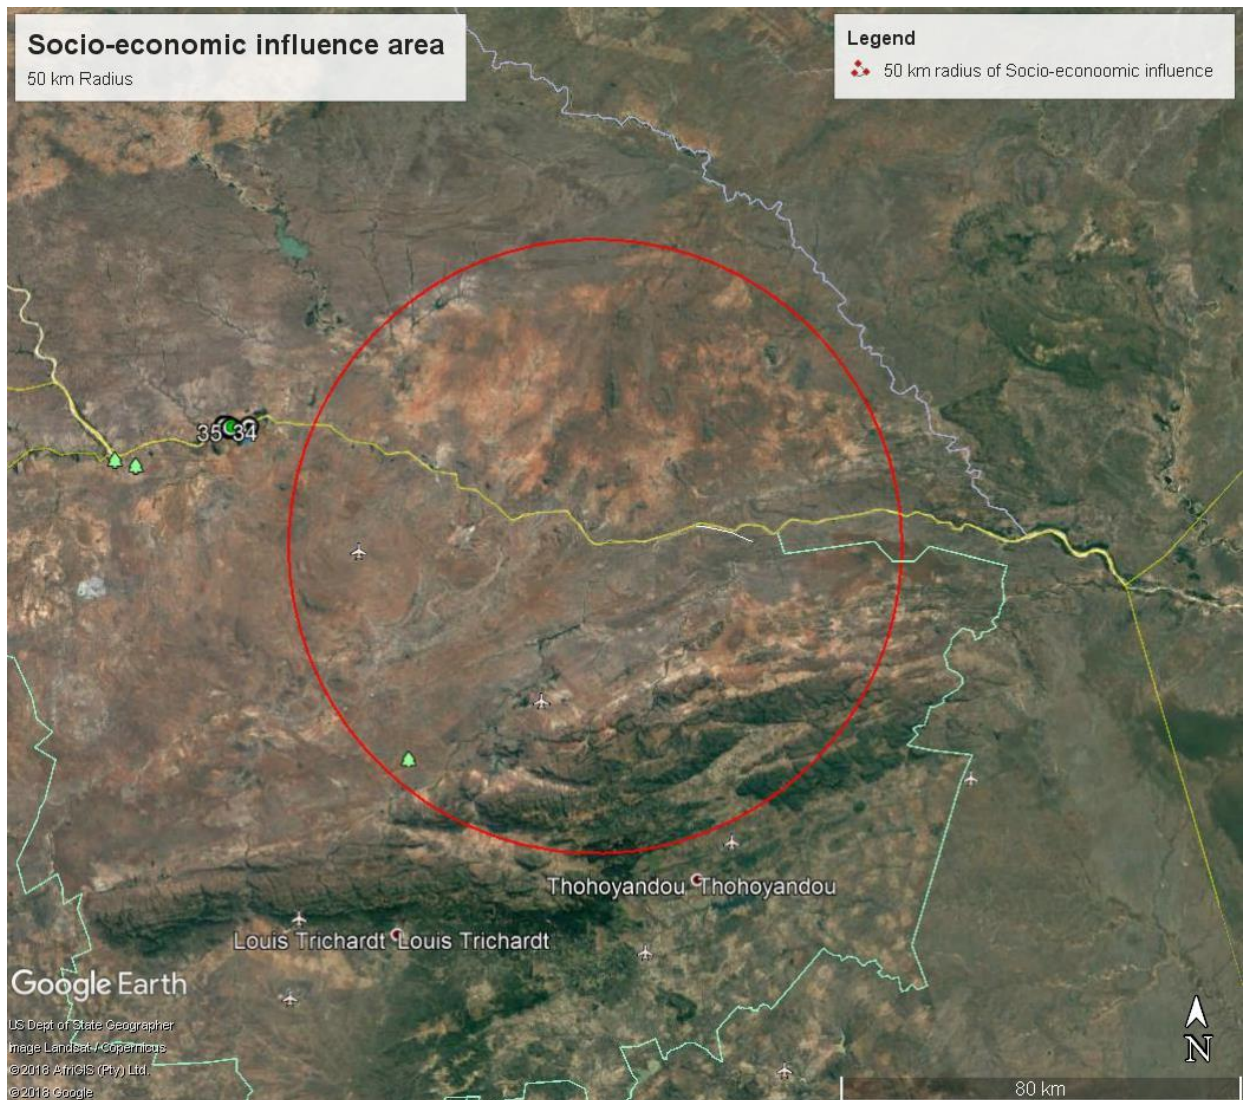 Socio-economic influence area
50 km Radius
Legend
50 km radius of Socio-econoomic influence
35 34
Thohoyandou Thohoyandou
Louis Trichardt Louis Trichardt
Google Earth
US Dept of State Geographer
Image Landsat / Copernicus
© 2018 AfriGIS (Pty) Ltd.
© 2018 Google
N
80 km